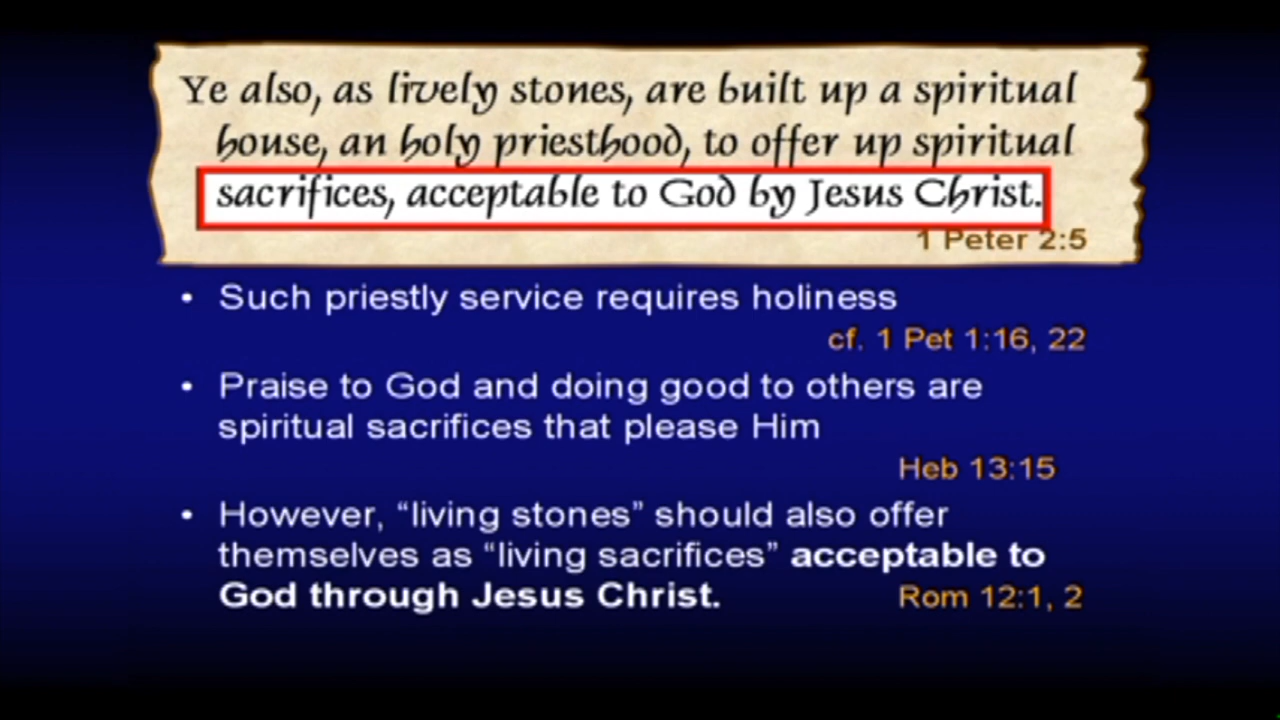 Ye also, as lively stones, are built up a spiritual
house, an holy priesthood, to offer up spiritual
sacrifices, acceptable to God by Jesus Christ.
1 Peter 2:5
• Such priestly service requires holiness
cf. 1 Pet 1:16, 22
• Praise to God and doing good to others are
spiritual sacrifices that please Him
Heb 13:15
• However, “living stones” should also offer
themselves as “living sacrifices” acceptable to
God through Jesus Christ.
Rom 12:1, 2